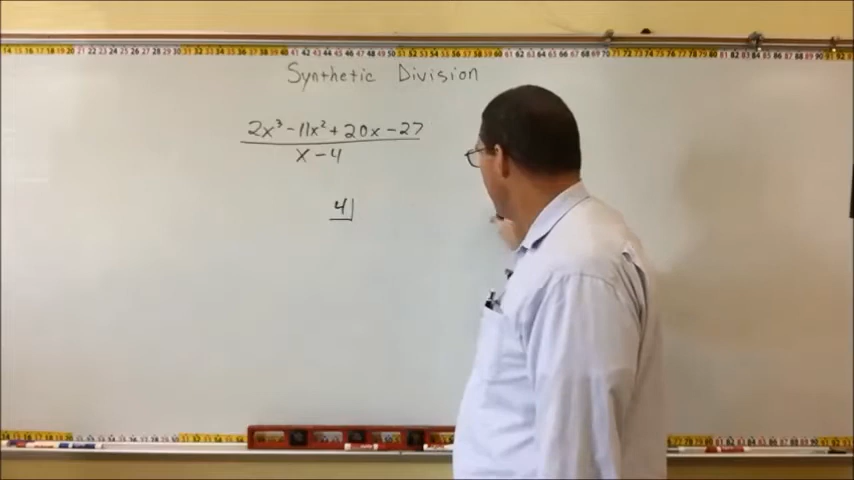 Synthetic Division
2x³ - 11x² + 20x - 27
x - 4
4